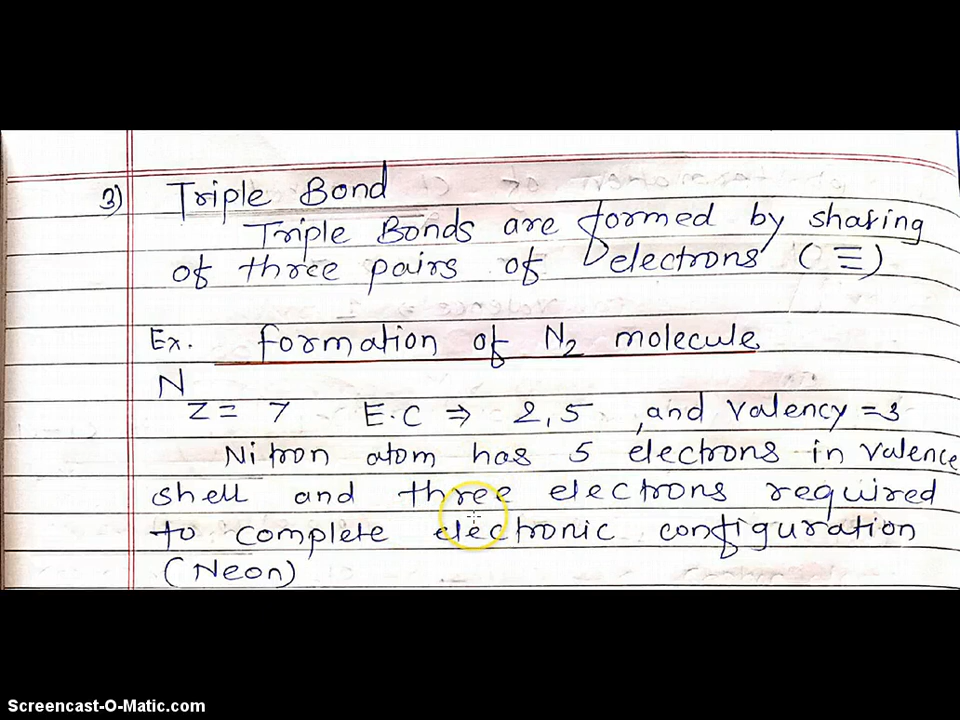 3) Triple Bond
Triple Bonds are formed by sharing
of three pairs of electrons (≡)
Ex. formation of N₂ molecule
N
Z = 7 E.C ⇒ 2,5 , and valency = 3
Nitron atom has 5 electrons in valence
shell and three electrons required
to complete electronic configuration
(Neon)
Screencast-O-Matic.com